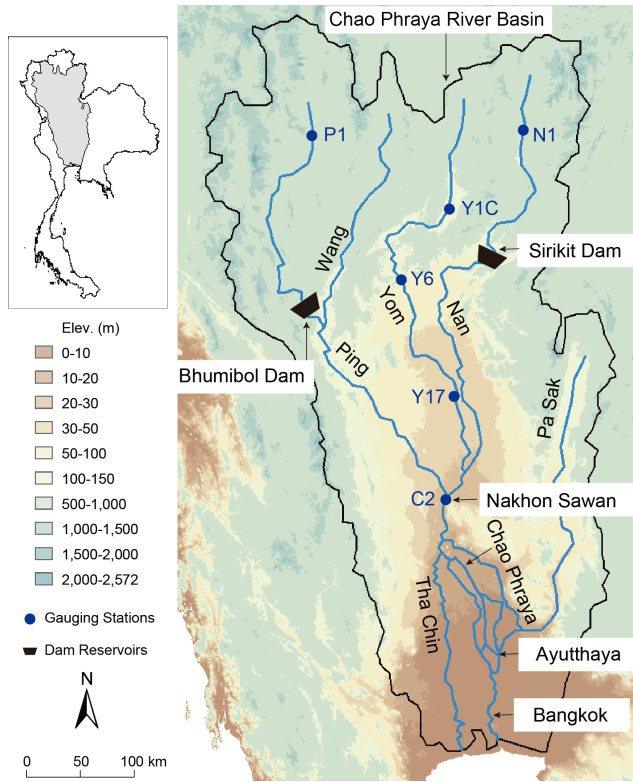 Chao Phraya River Basin
P1
N1
Y1C
Wang
Sirikit Dam
Y6
Yom
Nan
Ping
Bhumibol Dam
Pa Sak
Y17
C2
Nakhon Sawan
Chao Phraya
Tha Chin
Ayutthaya
Bangkok
Elev. (m)
0-10
10-20
20-30
30-50
50-100
100-150
500-1,000
1,000-1,500
1,500-2,000
2,000-2,572
Gauging Stations
Dam Reservoirs
N
0 50 100 km